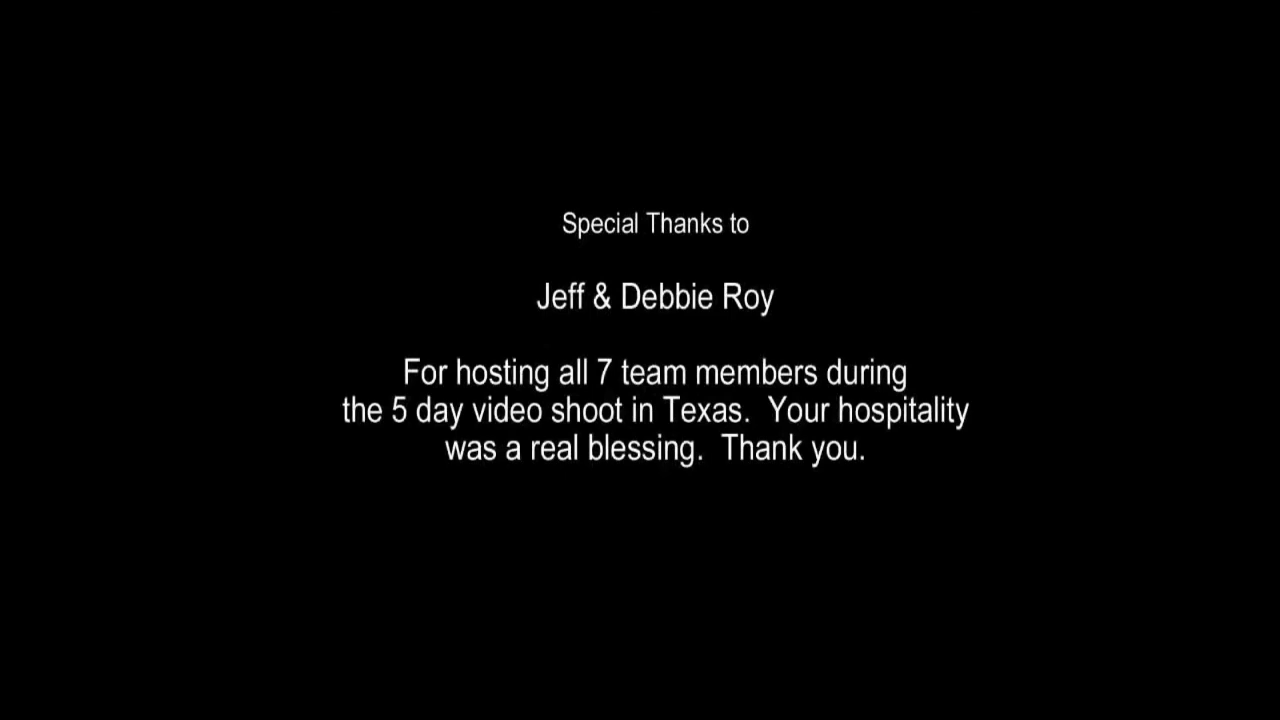 Special Thanks to
Jeff & Debbie Roy
For hosting all 7 team members during
the 5 day video shoot in Texas.  Your hospitality
was a real blessing.  Thank you.